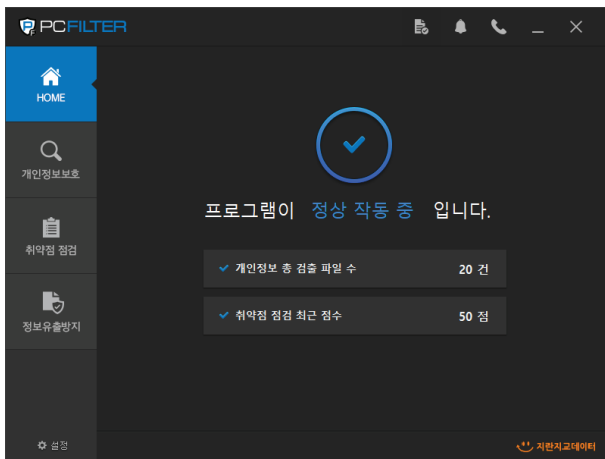 PCFILTER
HOME
개인정보보호
취약점 점검
정보유출방지
설정
프로그램이 정상 작동 중 입니다.
개인정보 총 검출 파일 수 20 건
취약점 점검 최근 점수 50 점
지란지교데이터